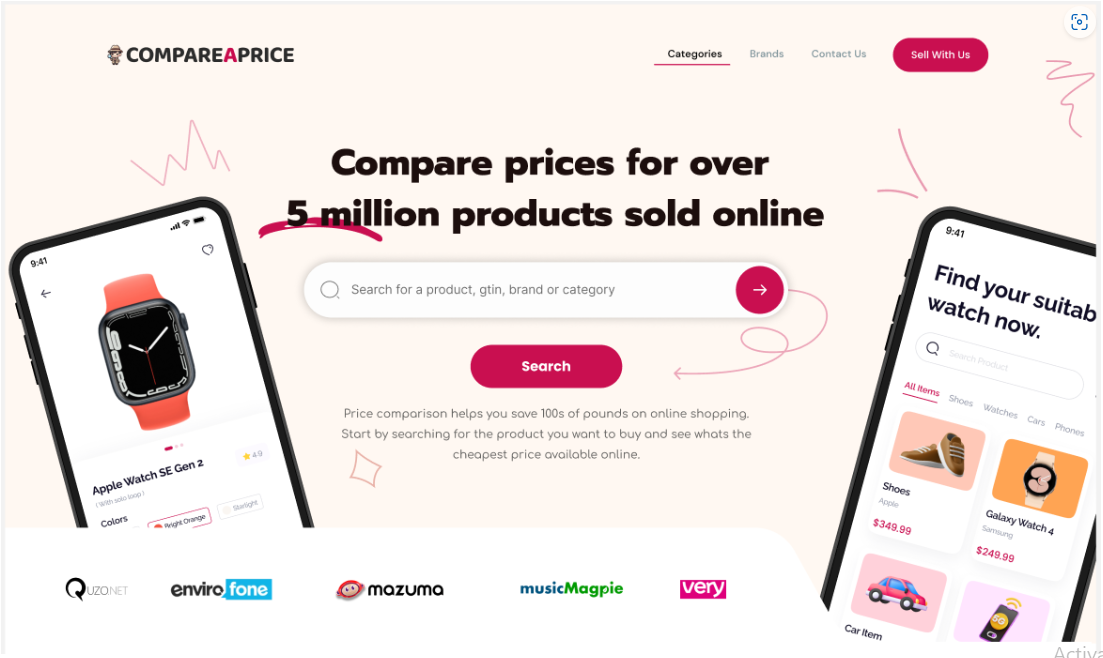 COMPAREAPRICE
Categories
Brands
Contact Us
Sell With Us
Compare prices for over
5 million products sold online
Search for a product, gtin, brand or category
Search
Price comparison helps you save 100s of pounds on online shopping.
Start by searching for the product you want to buy and see whats the
cheapest price available online.
9:41
Apple Watch SE Gen 2
4.9
( With solo loop )
Colors
Bright Orange
Starlight
9:41
Find your suitab
watch now.
Search Product
All Items
Shoes
Watches
Cars
Phones
Shoes
Apple
$349.99
Galaxy Watch 4
Samsung
$249.99
Car Item
5G
QUZO.NET
envirofone
mazuma
musicMagpie
very
Activa